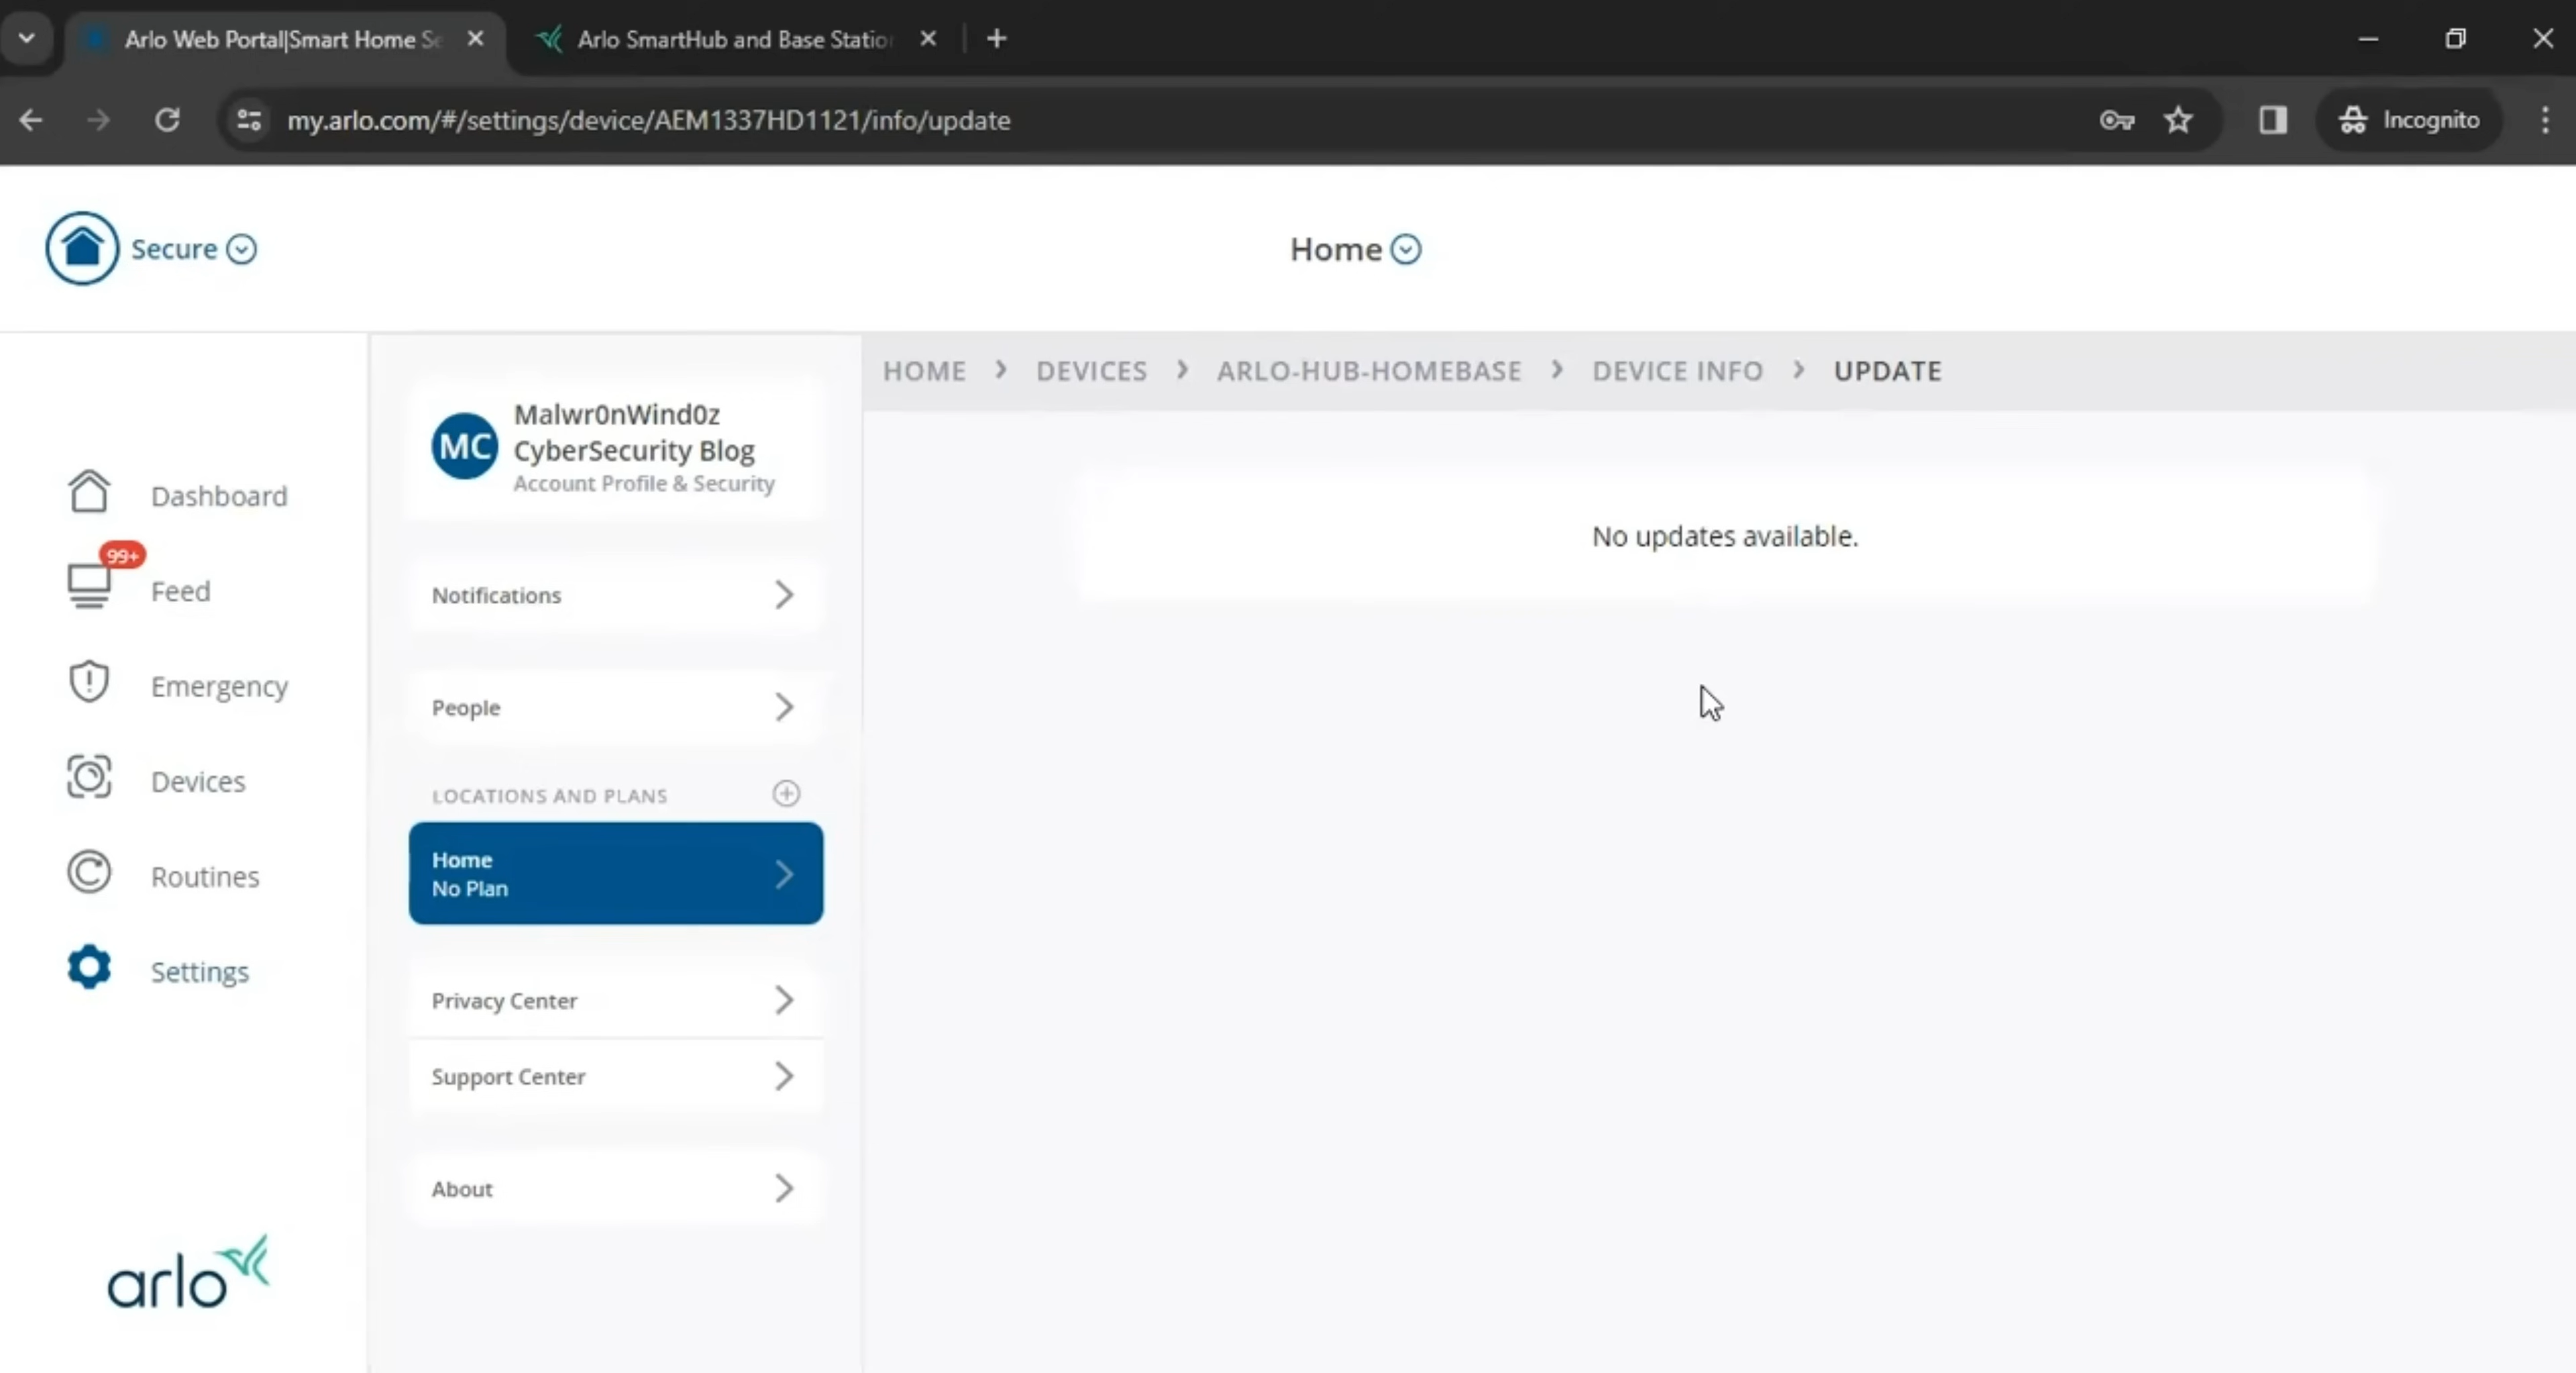 Arlo Web Portal|Smart Home Se
Arlo SmartHub and Base Station
my.arlo.com/#/settings/device/AEM1337HD1121/info/update
Incognito
Secure
Home
HOME > DEVICES > ARLO-HUB-HOMEBASE > DEVICE INFO > UPDATE
Dashboard
99+
Feed
Emergency
Devices
Routines
Settings
arlo
MC
Malwr0nWind0z
CyberSecurity Blog
Account Profile & Security
Notifications
People
LOCATIONS AND PLANS
Home
No Plan
Privacy Center
Support Center
About
No updates available.